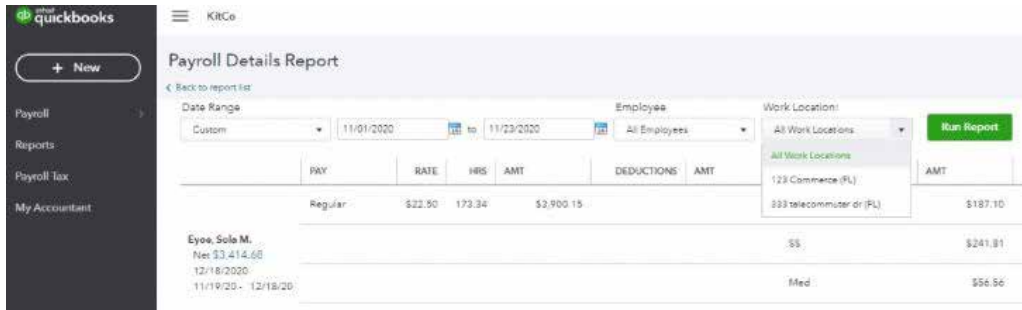 intuit
quickbooks
KitCo
+ New
Payroll Details Report
Back to report list
Payroll
Reports
Payroll Tax
My Accountant
Date Range
Employee
Work Location:
Custom
11/01/2020
to
11/23/2020
All Employees
All Work Locations
Run Report
All Work Locations
123 Commerce (FL)
333 telecommuter dr (FL)
PAY RATE HRS AMT DEDUCTIONS AMT AMT
Regular $22.50 173.34 $3,900.15 $187.10
Eyoe, Sola M.
Net $3,414.68
12/18/2020
11/19/20 - 12/18/20
SS $241.81
Med $56.56